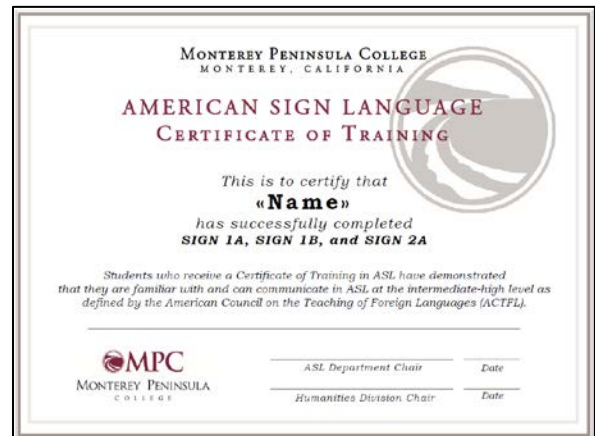 MONTEREY PENINSULA COLLEGE
MONTEREY, CALIFORNIA
AMERICAN SIGN LANGUAGE
CERTIFICATE OF TRAINING
This is to certify that
«Name»
has successfully completed
SIGN 1A, SIGN 1B, and SIGN 2A
Students who receive a Certificate of Training in ASL have demonstrated
that they are familiar with and can communicate in ASL at the intermediate-high level as
defined by the American Council on the Teaching of Foreign Languages (ACTFL).
MPC
MONTEREY PENINSULA
COLLEGE
ASL Department Chair Date
Humanities Division Chair Date